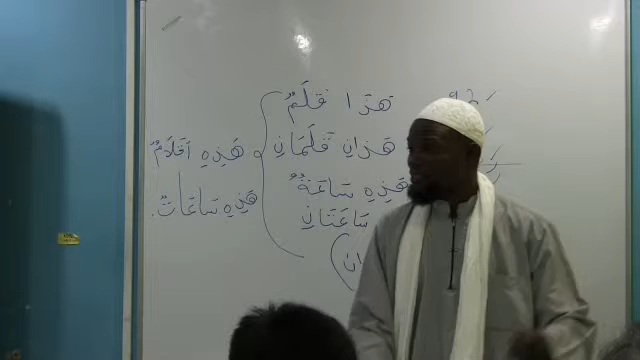 هَذَا قَلَمٌ
هَذَانِ قَلَمَانِ
هَذِهِ سَاعَةٌ
سَاعَتَانِ
هَذِهِ أَقْلَامٌ
هَذِهِ سَاعَاتٌ.